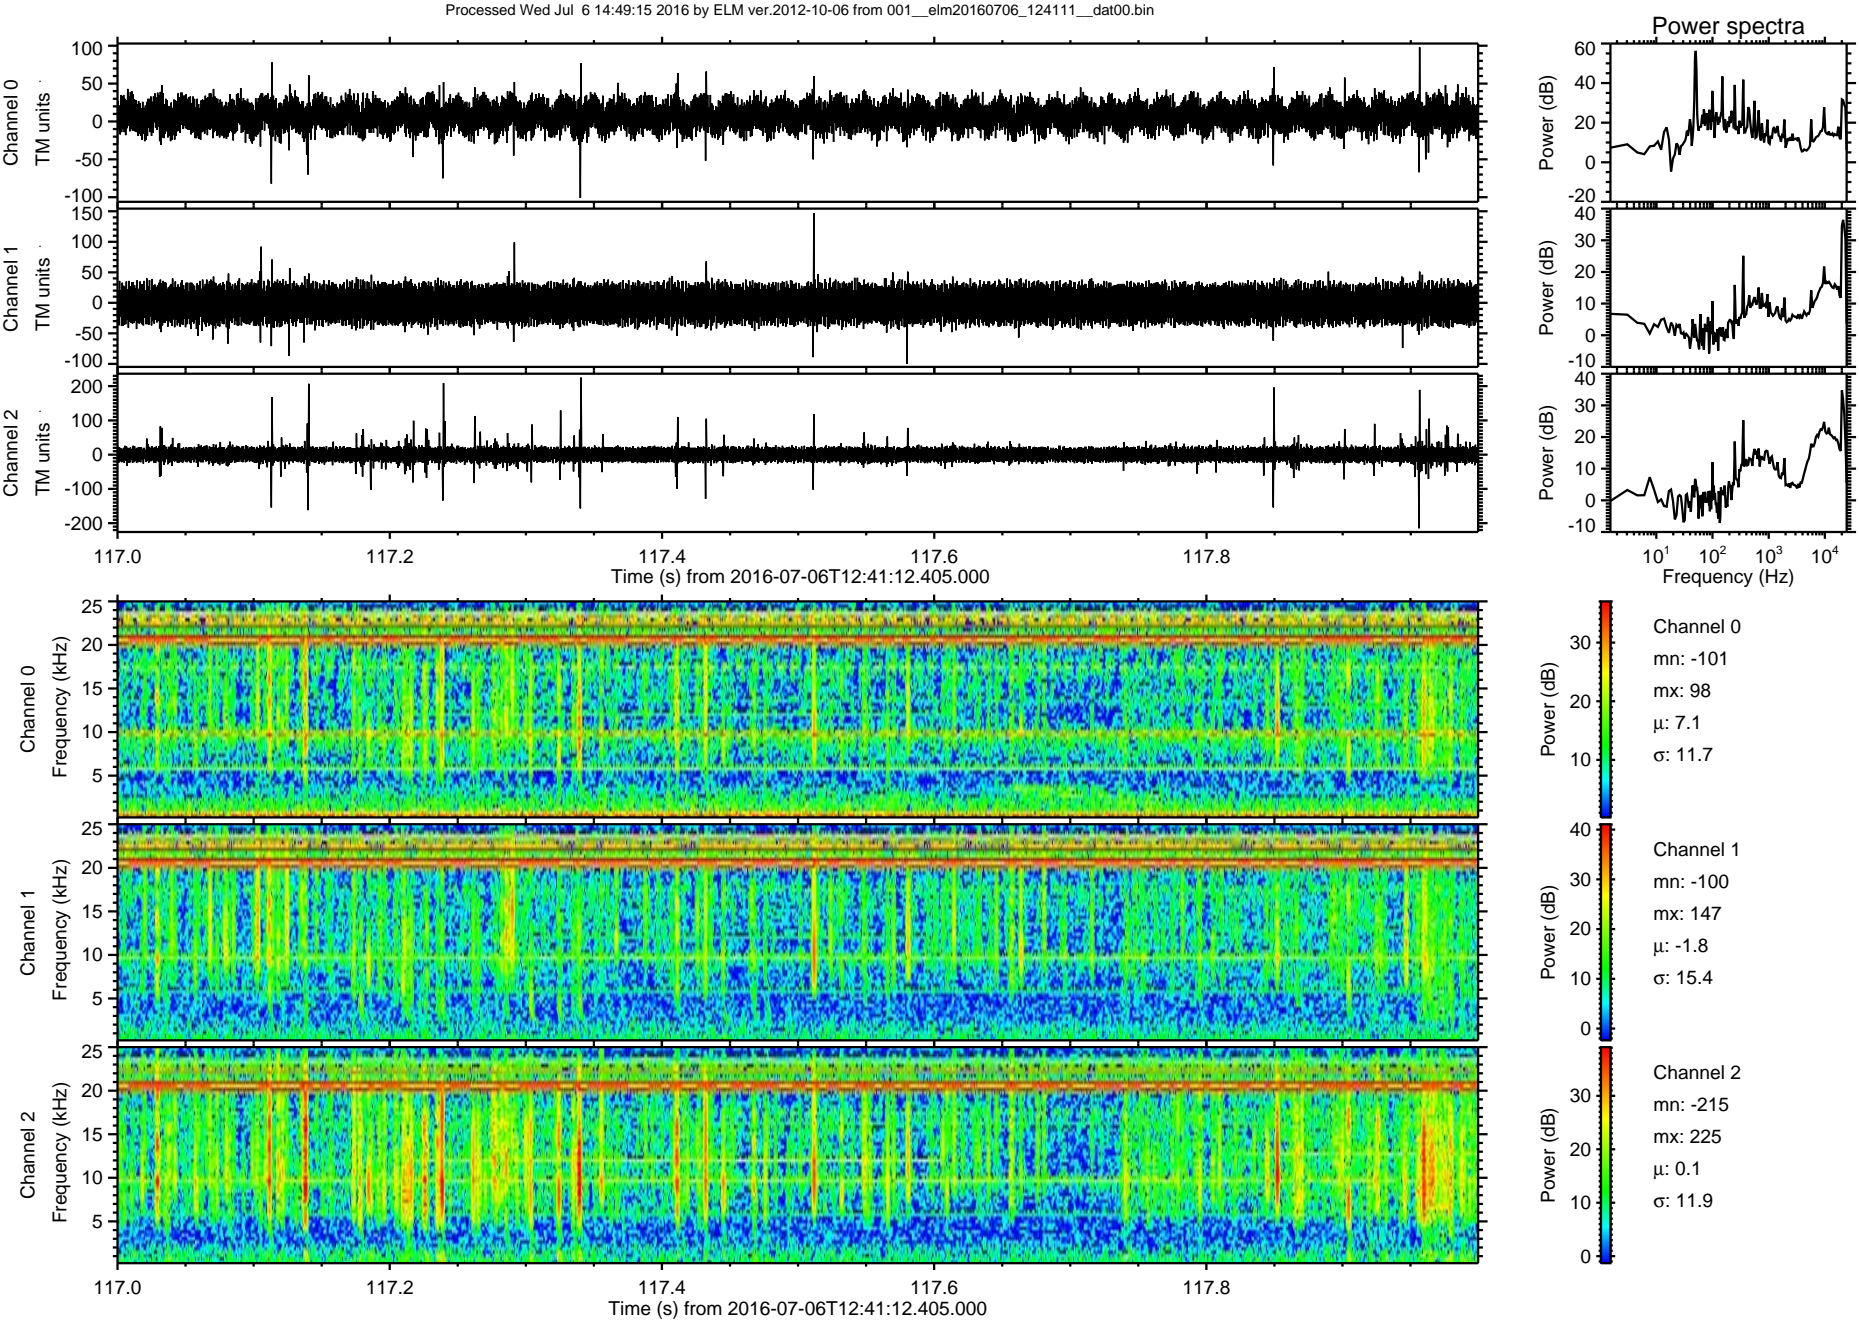 Processed Wed Jul  6 14:49:15 2016 by ELM ver.2012-10-06 from 001__elm20160706_124111__dat00.bin
Power spectra
Channel 0
TM units
100
50
0
-50
-100
Power (dB)
60
40
20
0
-20
Channel 1
TM units
150
100
50
0
-50
-100
Power (dB)
40
30
20
10
0
-10
Channel 2
TM units
200
100
0
-100
-200
Power (dB)
40
30
20
10
0
-10
117.0 117.2 117.4 117.6 117.8
Time (s) from 2016-07-06T12:41:12.405.000
10^1 10^2 10^3 10^4
Frequency (Hz)
Channel 0
Frequency (kHz)
25
20
15
10
5
Power (dB)
30
20
10
Channel 0
mn: -101
mx: 98
μ: 7.1
σ: 11.7
Channel 1
Frequency (kHz)
25
20
15
10
5
Power (dB)
40
30
20
10
0
Channel 1
mn: -100
mx: 147
μ: -1.8
σ: 15.4
Channel 2
Frequency (kHz)
25
20
15
10
5
Power (dB)
30
20
10
0
Channel 2
mn: -215
mx: 225
μ: 0.1
σ: 11.9
117.0 117.2 117.4 117.6 117.8
Time (s) from 2016-07-06T12:41:12.405.000